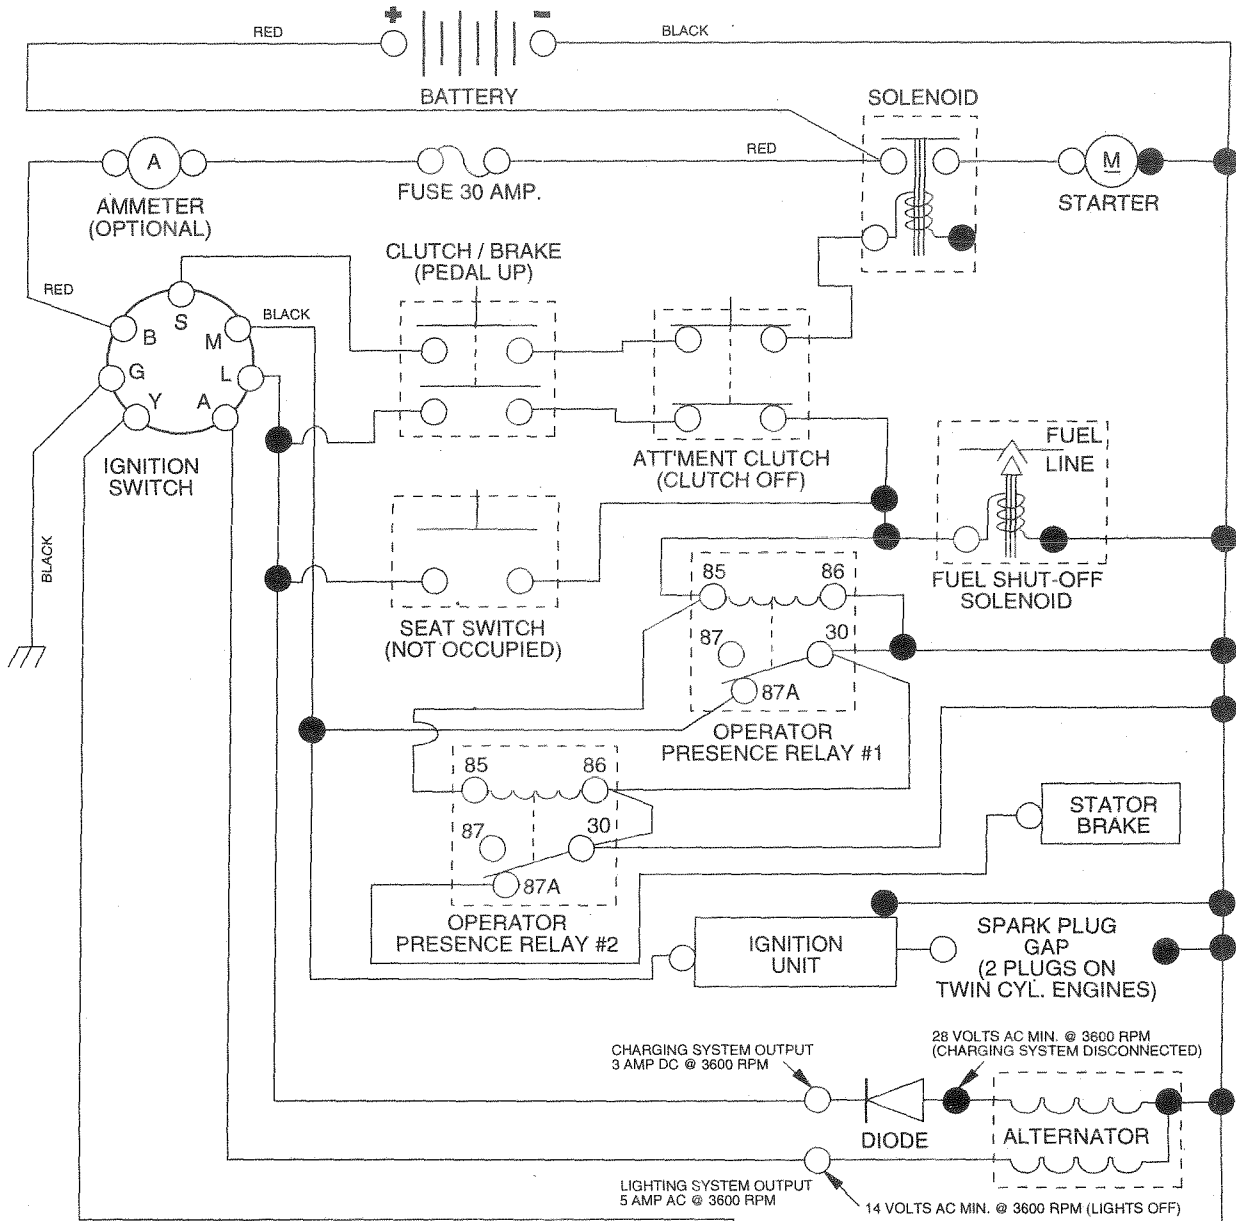 + -
RED
BLACK
BATTERY
SOLENOID
A
RED
M
AMMETER
(OPTIONAL)
FUSE 30 AMP.
STARTER
CLUTCH / BRAKE
(PEDAL UP)
RED
BLACK
S
B
M
G
L
Y
A
IGNITION
SWITCH
ATT'MENT CLUTCH
(CLUTCH OFF)
FUEL
LINE
BLACK
FUEL SHUT-OFF
SOLENOID
SEAT SWITCH
(NOT OCCUPIED)
85
86
87
30
87A
OPERATOR
PRESENCE RELAY #1
85
86
87
30
87A
OPERATOR
PRESENCE RELAY #2
STATOR
BRAKE
IGNITION
UNIT
SPARK PLUG
GAP
(2 PLUGS ON
TWIN CYL. ENGINES)
CHARGING SYSTEM OUTPUT
3 AMP DC @ 3600 RPM
28 VOLTS AC MIN. @ 3600 RPM
(CHARGING SYSTEM DISCONNECTED)
DIODE
ALTERNATOR
LIGHTING SYSTEM OUTPUT
5 AMP AC @ 3600 RPM
14 VOLTS AC MIN. @ 3600 RPM (LIGHTS OFF)